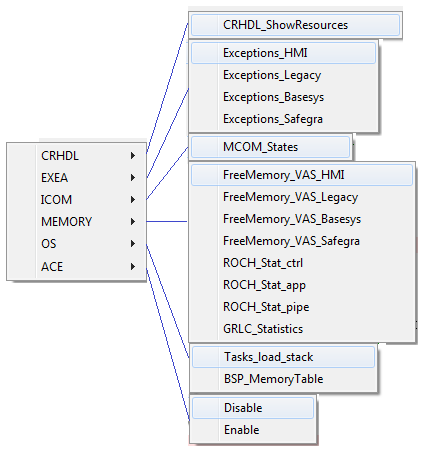 CRHDL
EXEA
ICOM
MEMORY
OS
ACE
CRHDL_ShowResources
Exceptions_HMI
Exceptions_Legacy
Exceptions_Basesys
Exceptions_Safegra
MCOM_States
FreeMemory_VAS_HMI
FreeMemory_VAS_Legacy
FreeMemory_VAS_Basesys
FreeMemory_VAS_Safegra
ROCH_Stat_ctrl
ROCH_Stat_app
ROCH_Stat_pipe
GRLC_Statistics
Tasks_load_stack
BSP_MemoryTable
Disable
Enable